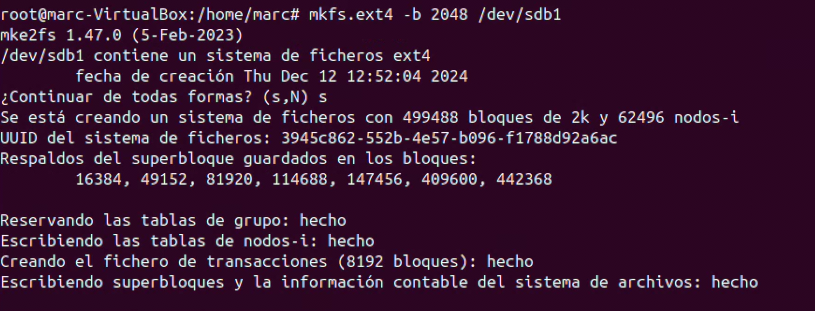 root@marc-VirtualBox:/home/marc# mkfs.ext4 -b 2048 /dev/sdb1
mke2fs 1.47.0 (5-Feb-2023)
/dev/sdb1 contiene un sistema de ficheros ext4
        fecha de creación Thu Dec 12 12:52:04 2024
¿Continuar de todas formas? (s,N) s
Se está creando un sistema de ficheros con 499488 bloques de 2k y 62496 nodos-i
UUID del sistema de ficheros: 3945c862-552b-4e57-b096-f1788d92a6ac
Respaldos del superbloque guardados en los bloques:
        16384, 49152, 81920, 114688, 147456, 409600, 442368
Reservando las tablas de grupo: hecho
Escribiendo las tablas de nodos-i: hecho
Creando el fichero de transacciones (8192 bloques): hecho
Escribiendo superbloques y la información contable del sistema de archivos: hecho